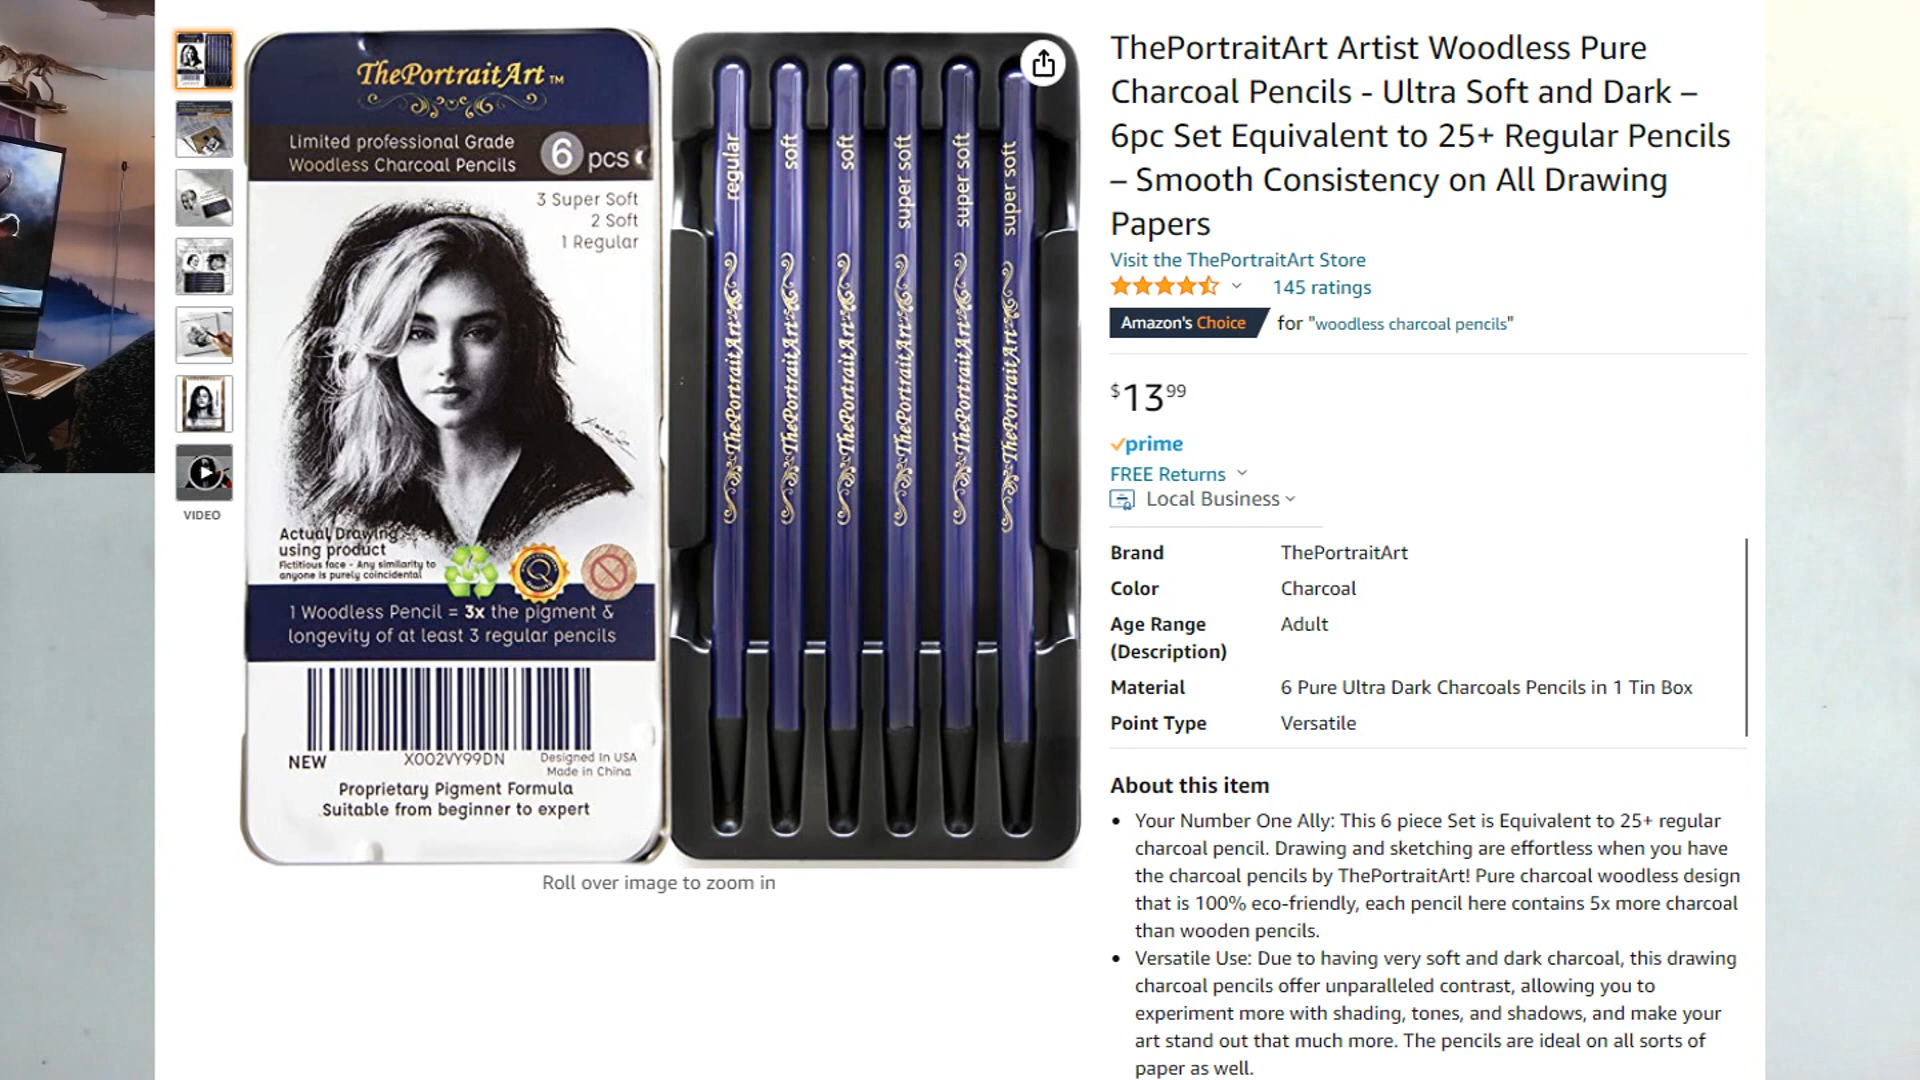 ThePortraitArt TM
Limited professional Grade
Woodless Charcoal Pencils
6 pcs
3 Super Soft
2 Soft
1 Regular
Actual Drawing
using product
Fictitious face - Any similarity to
anyone is purely coincidental
1 Woodless Pencil = 3x the pigment &
longevity of at least 3 regular pencils
NEW
X002VY99DN
Designed In USA
Made in China
Proprietary Pigment Formula
Suitable from beginner to expert
regular
soft
soft
super soft
super soft
super soft
ThePortraitArt
ThePortraitArt
ThePortraitArt
ThePortraitArt
ThePortraitArt
ThePortraitArt
VIDEO
Roll over image to zoom in
ThePortraitArt Artist Woodless Pure
Charcoal Pencils - Ultra Soft and Dark –
6pc Set Equivalent to 25+ Regular Pencils
– Smooth Consistency on All Drawing
Papers
Visit the ThePortraitArt Store
145 ratings
Amazon's Choice for "woodless charcoal pencils"
$13.99
prime
FREE Returns
Local Business
Brand ThePortraitArt
Color Charcoal
Age Range Adult
(Description)
Material 6 Pure Ultra Dark Charcoals Pencils in 1 Tin Box
Point Type Versatile
About this item
• Your Number One Ally: This 6 piece Set is Equivalent to 25+ regular
charcoal pencil. Drawing and sketching are effortless when you have
the charcoal pencils by ThePortraitArt! Pure charcoal woodless design
that is 100% eco-friendly, each pencil here contains 5x more charcoal
than wooden pencils.
• Versatile Use: Due to having very soft and dark charcoal, this drawing
charcoal pencils offer unparalleled contrast, allowing you to
experiment more with shading, tones, and shadows, and make your
art stand out that much more. The pencils are ideal on all sorts of
paper as well.